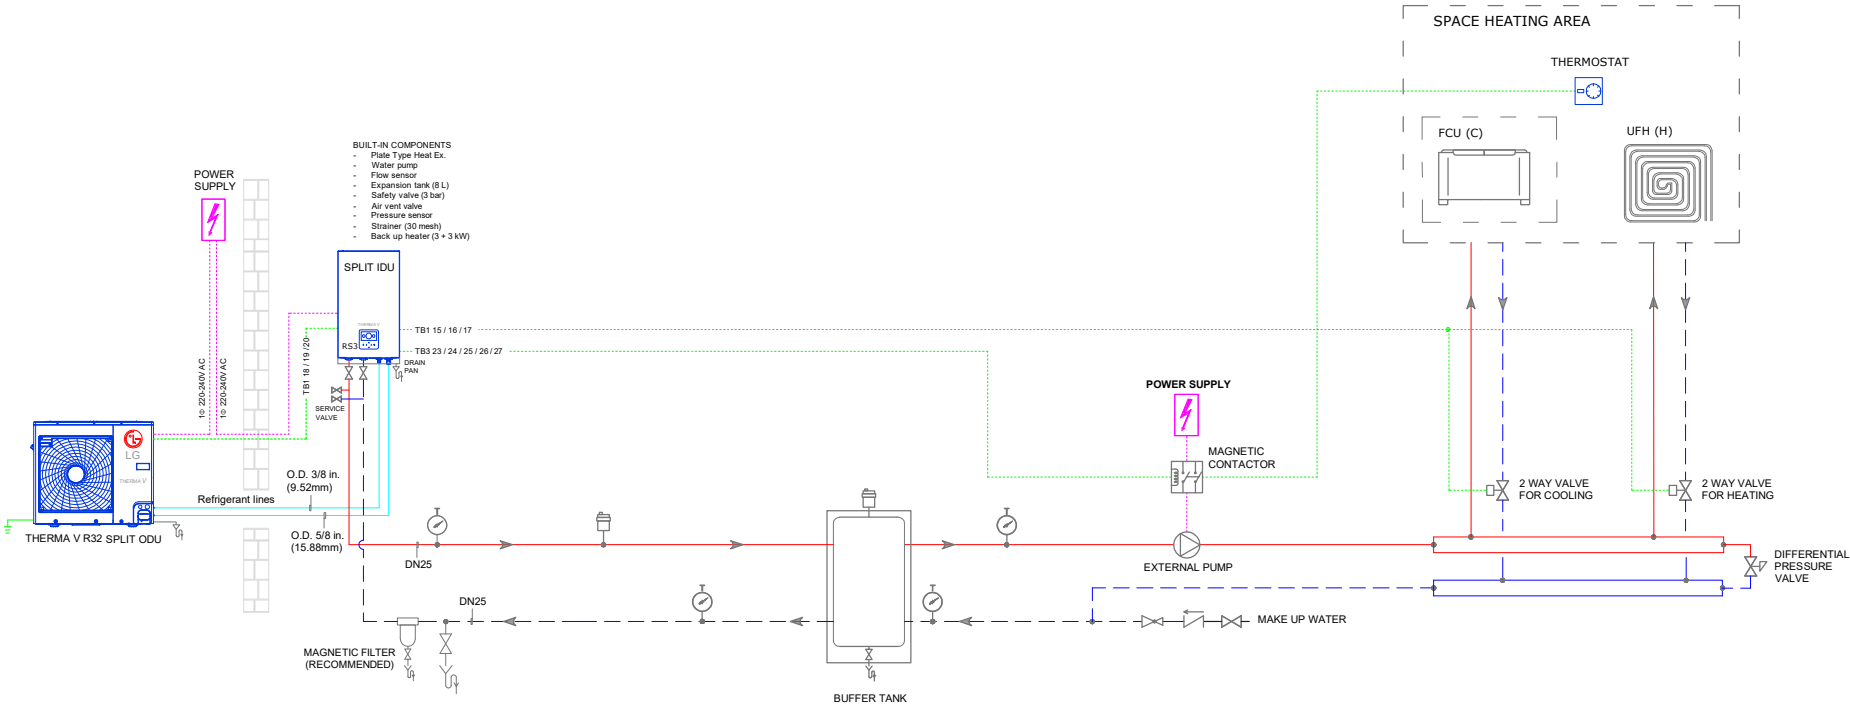 SPACE HEATING AREA
THERMOSTAT
FCU (C)
UFH (H)
BUILT-IN COMPONENTS
- Plate Type Heat Ex.
- Water pump
- Flow sensor
- Expansion tank (8 L)
- Safety valve (3 bar)
- Air vent valve
- Pressure sensor
- Strainer (30 mesh)
- Back up heater (3 + 3 kW)
POWER
SUPPLY
SPLIT IDU
THERMA V
RS3
TB1 15 / 16 / 17
TB3 23 / 24 / 25 / 26 / 27
DRAIN
PAN
SERVICE
VALVE
1Φ 220-240V AC
1Φ 220-240V AC
TB1 18 / 19 /20
POWER SUPPLY
MAGNETIC
CONTACTOR
2 WAY VALVE
FOR COOLING
2 WAY VALVE
FOR HEATING
LG
THERMA V
O.D. 3/8 in.
(9.52mm)
Refrigerant lines
O.D. 5/8 in.
(15.88mm)
THERMA V R32 SPLIT ODU
DN25
EXTERNAL PUMP
DIFFERENTIAL
PRESSURE
VALVE
DN25
MAKE UP WATER
MAGNETIC FILTER
(RECOMMENDED)
BUFFER TANK